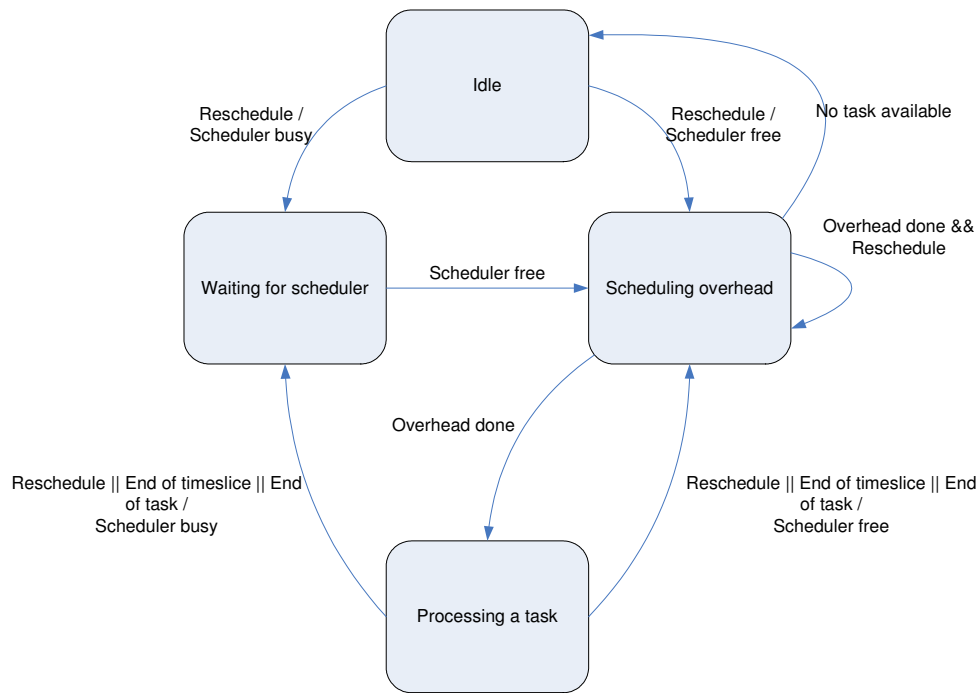 Idle
Reschedule /
Scheduler busy
Reschedule /
Scheduler free
No task available
Overhead done &&
Reschedule
Waiting for scheduler
Scheduler free
Scheduling overhead
Overhead done
Reschedule || End of timeslice || End
of task /
Scheduler busy
Reschedule || End of timeslice || End
of task /
Scheduler free
Processing a task